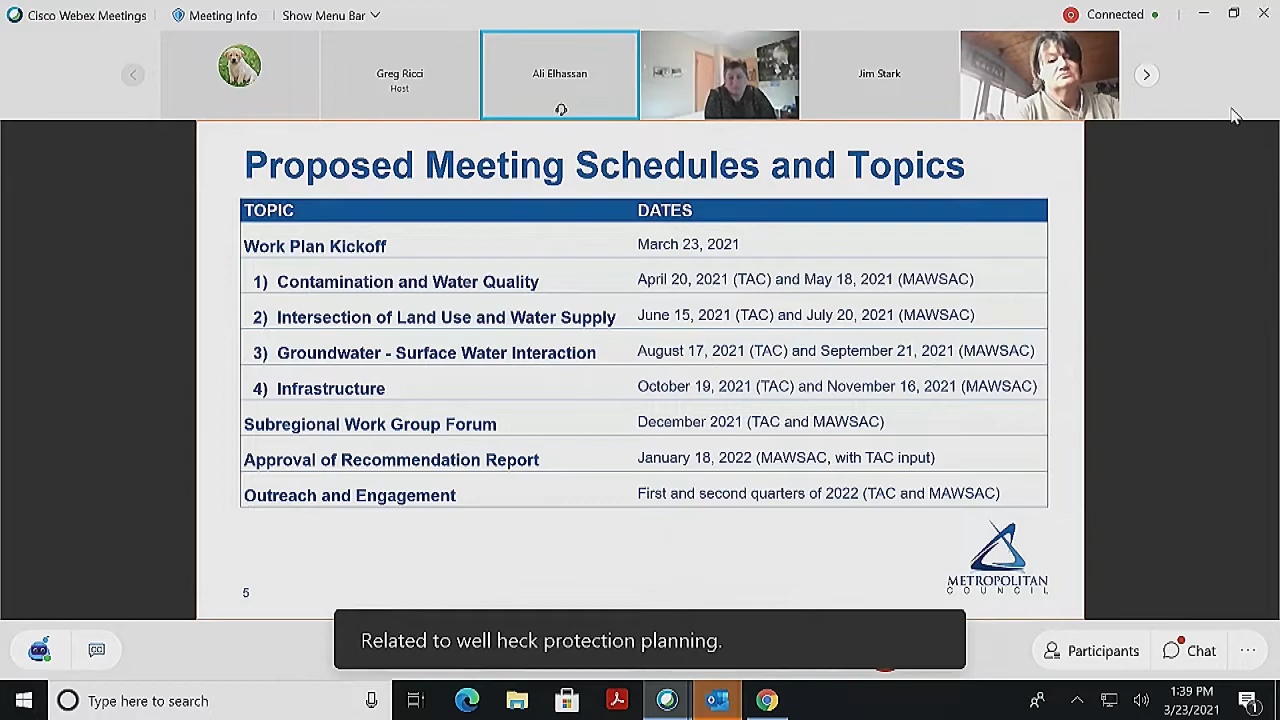 Cisco Webex Meetings
Meeting Info
Show Menu Bar
Connected
Greg Ricci
Host
Ali Elhassan
Jim Stark
Proposed Meeting Schedules and Topics
TOPIC DATES
Work Plan Kickoff March 23, 2021
1) Contamination and Water Quality April 20, 2021 (TAC) and May 18, 2021 (MAWSAC)
2) Intersection of Land Use and Water Supply June 15, 2021 (TAC) and July 20, 2021 (MAWSAC)
3) Groundwater - Surface Water Interaction August 17, 2021 (TAC) and September 21, 2021 (MAWSAC)
4) Infrastructure October 19, 2021 (TAC) and November 16, 2021 (MAWSAC)
Subregional Work Group Forum December 2021 (TAC and MAWSAC)
Approval of Recommendation Report January 18, 2022 (MAWSAC, with TAC input)
Outreach and Engagement First and second quarters of 2022 (TAC and MAWSAC)
METROPOLITAN
COUNCIL
5
Related to well heck protection planning.
CC
Participants
Chat
Type here to search
1:39 PM
3/23/2021
1